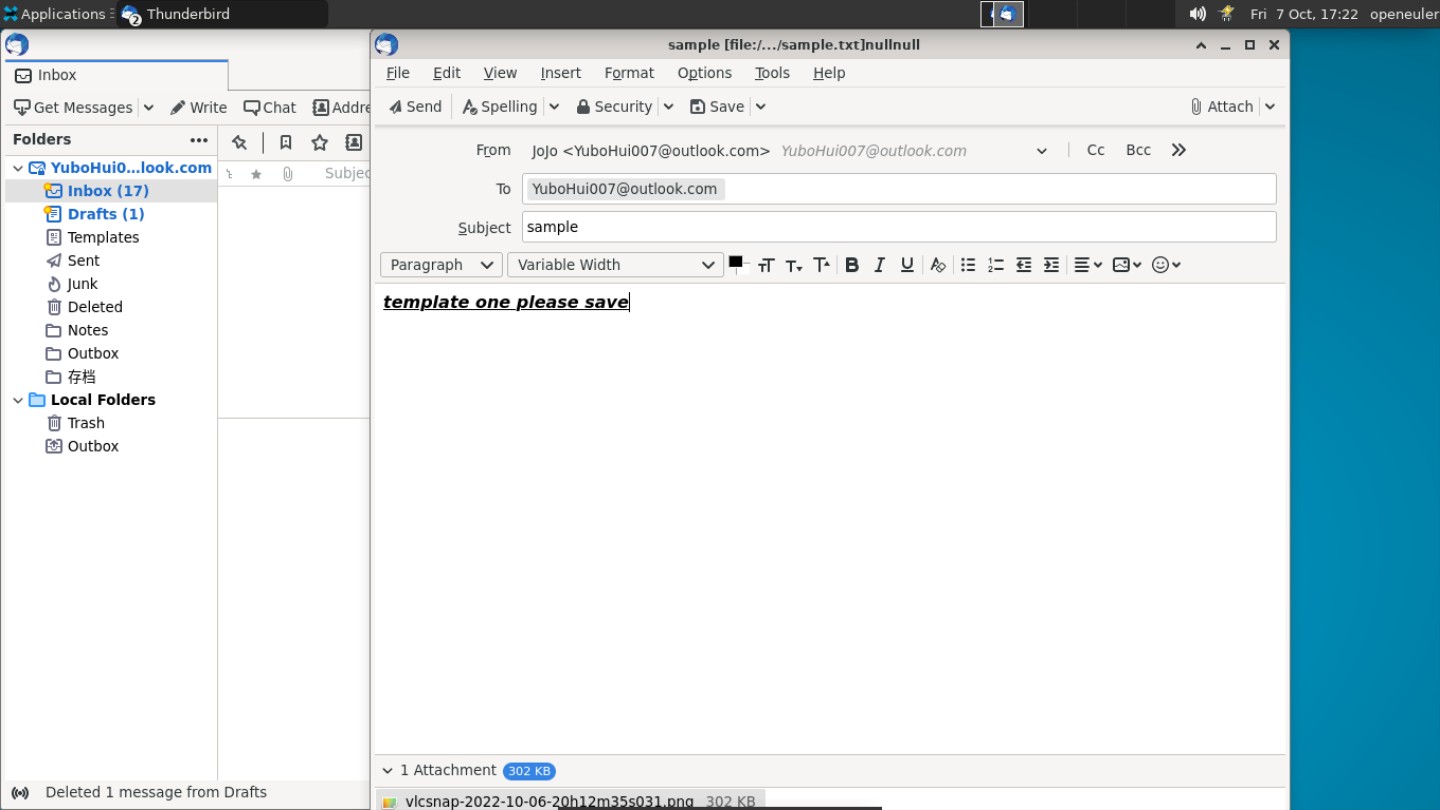 Applications
Thunderbird
2
Fri 7 Oct, 17:22
openeuler
Inbox
Get Messages
Write
Chat
Addre
Folders
YuboHui0...look.com
Inbox (17)
Drafts (1)
Templates
Sent
Junk
Deleted
Notes
Outbox
存档
Local Folders
Trash
Outbox
Subjec
Deleted 1 message from Drafts
sample [file:/.../sample.txt]nullnull
File Edit View Insert Format Options Tools Help
Send Spelling Security Save Attach
From JoJo <YuboHui007@outlook.com> YuboHui007@outlook.com Cc Bcc
To YuboHui007@outlook.com
Subject sample
Paragraph Variable Width
template one please save
1 Attachment 302 KB
vlcsnap-2022-10-06-20h12m35s031.png 302 KB